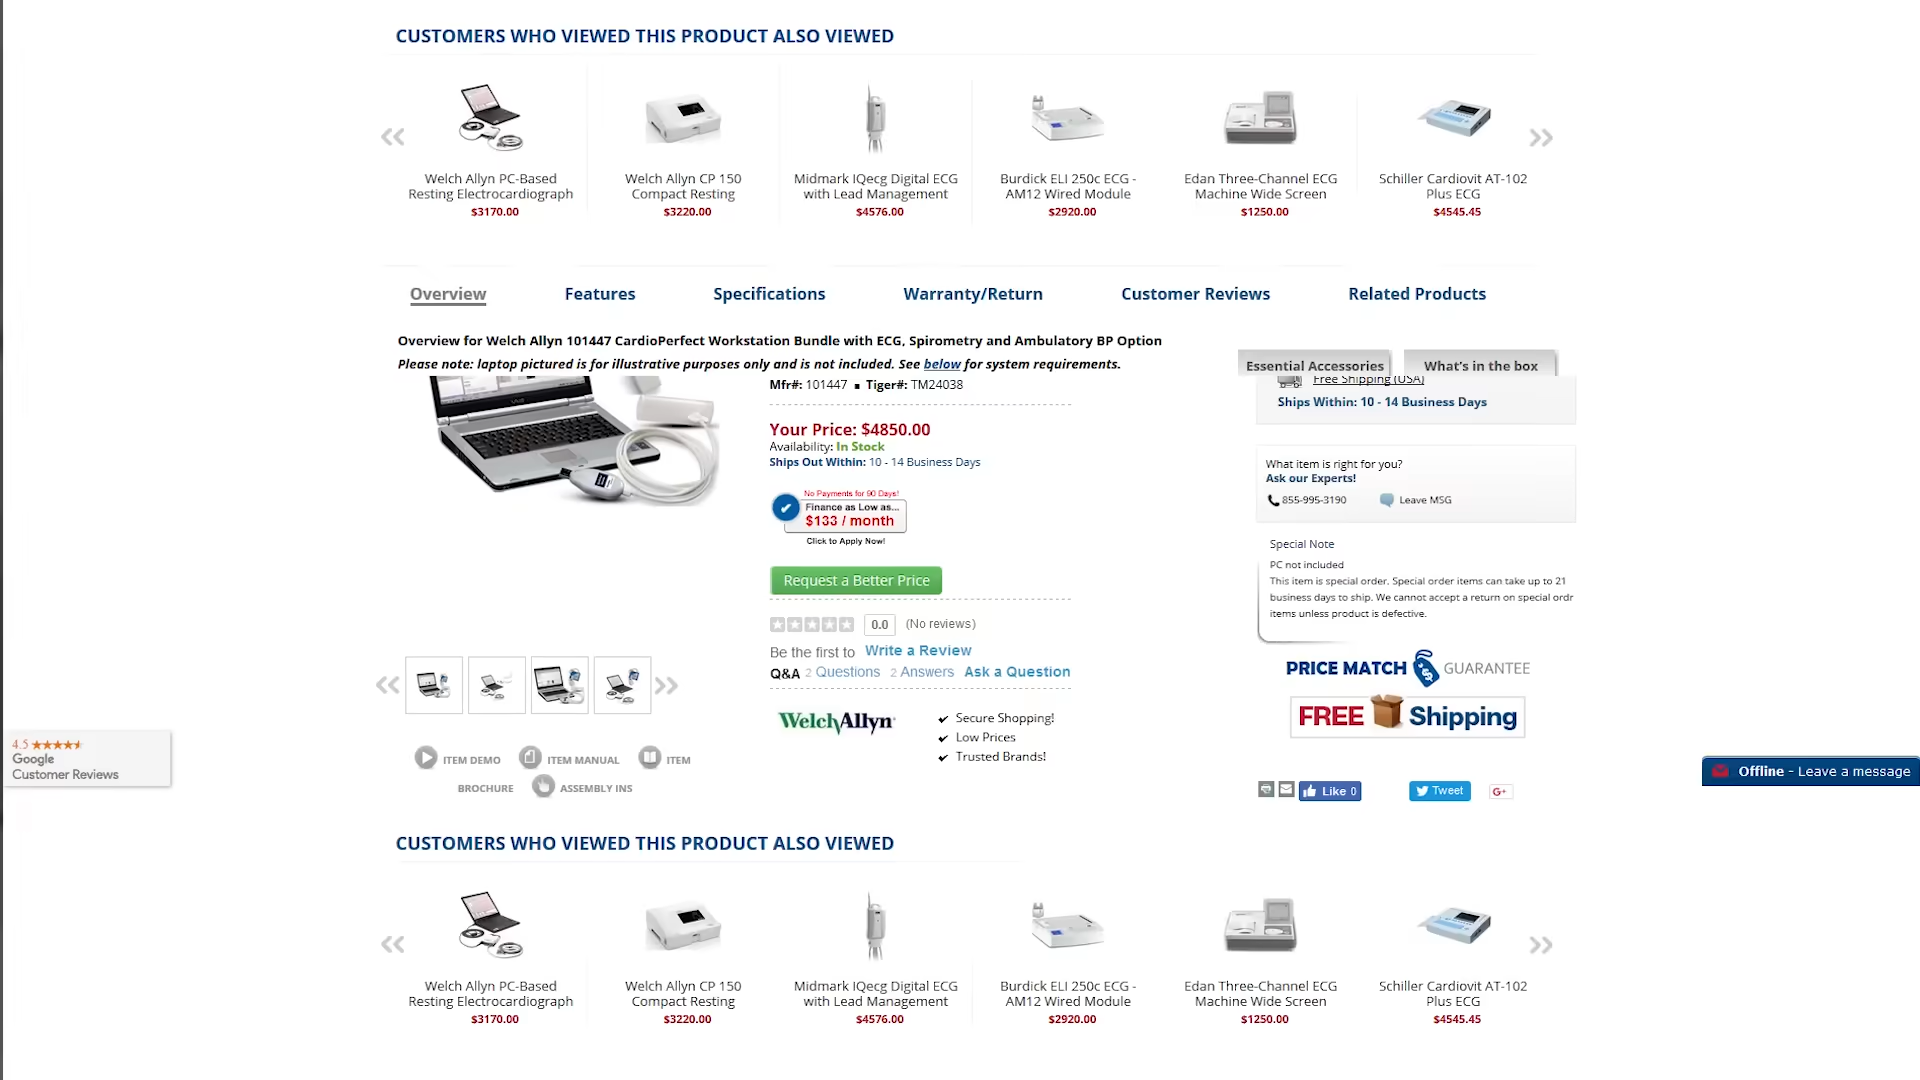 CUSTOMERS WHO VIEWED THIS PRODUCT ALSO VIEWED
Welch Allyn PC-Based
Resting Electrocardiograph
$3170.00
Welch Allyn CP 150
Compact Resting
$3220.00
Midmark IQecg Digital ECG
with Lead Management
$4576.00
Burdick ELI 250c ECG -
AM12 Wired Module
$2920.00
Edan Three-Channel ECG
Machine Wide Screen
$1250.00
Schiller Cardiovit AT-102
Plus ECG
$4545.45
Overview
Features
Specifications
Warranty/Return
Customer Reviews
Related Products
Overview for Welch Allyn 101447 CardioPerfect Workstation Bundle with ECG, Spirometry and Ambulatory BP Option
Please note: laptop pictured is for illustrative purposes only and is not included. See below for system requirements.
Essential Accessories
What's in the box
Mfr#: 101447 ■ Tiger#: TM24038
Your Price: $4850.00
Availability: In Stock
Ships Out Within: 10 - 14 Business Days
No Payments for 90 Days!
Finance as Low as...
$133 / month
Click to Apply Now!
Request a Better Price
0.0 (No reviews)
Be the first to Write a Review
Q&A 2 Questions 2 Answers Ask a Question
WelchAllyn
Secure Shopping!
Low Prices
Trusted Brands!
Free Shipping (USA)
Ships Within: 10 - 14 Business Days
What item is right for you?
Ask our Experts!
855-995-3190
Leave MSG
Special Note
PC not included
This item is special order. Special order items can take up to 21
business days to ship. We cannot accept a return on special ordr
items unless product is defective.
PRICE MATCH GUARANTEE
FREE Shipping
Like 0
Tweet
G+
ITEM DEMO
ITEM MANUAL
ITEM
BROCHURE
ASSEMBLY INS
4.5
Google
Customer Reviews
Offline - Leave a message
CUSTOMERS WHO VIEWED THIS PRODUCT ALSO VIEWED
Welch Allyn PC-Based
Resting Electrocardiograph
$3170.00
Welch Allyn CP 150
Compact Resting
$3220.00
Midmark IQecg Digital ECG
with Lead Management
$4576.00
Burdick ELI 250c ECG -
AM12 Wired Module
$2920.00
Edan Three-Channel ECG
Machine Wide Screen
$1250.00
Schiller Cardiovit AT-102
Plus ECG
$4545.45